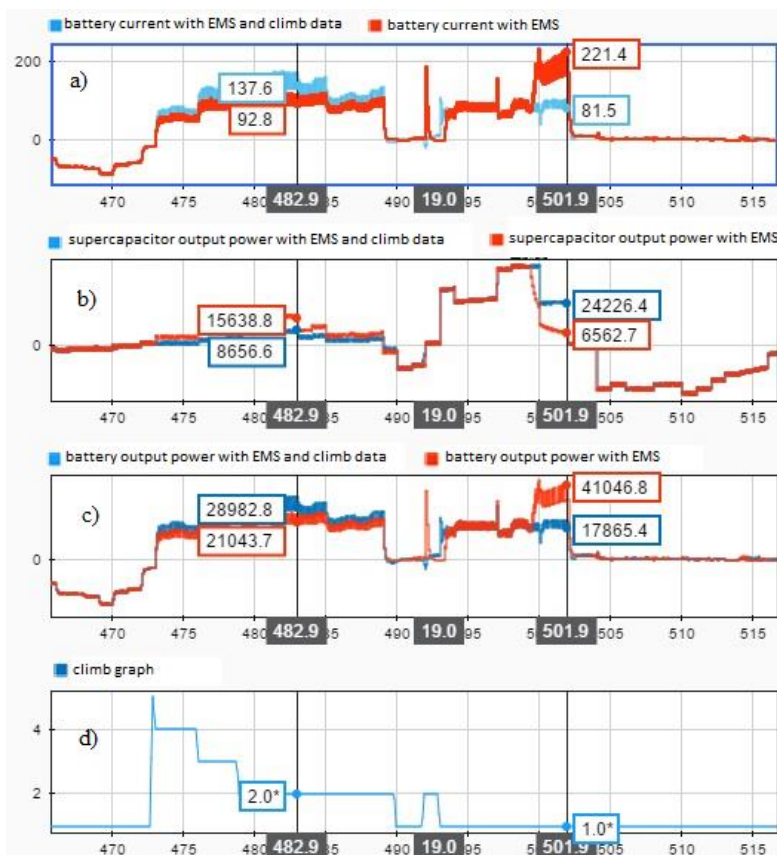 battery current with EMS and climb data battery current with EMS
a)
200
0
137.6
92.8
221.4
81.5
470 475 480 482.9 85 490 19.0 95 501.9 505 510 515
supercapacitor output power with EMS and climb data supercapacitor output power with EMS
b)
0
15638.8
8656.6
24226.4
6562.7
470 475 480 482.9 85 490 19.0 95 501.9 505 510 515
battery output power with EMS and climb data battery output power with EMS
c)
0
28982.8
21043.7
41046.8
17865.4
470 475 480 482.9 85 490 19.0 95 501.9 505 510 515
climb graph
d)
4
2
2.0*
1.0*
470 475 480 482.9 85 490 19.0 95 501.9 505 510 515